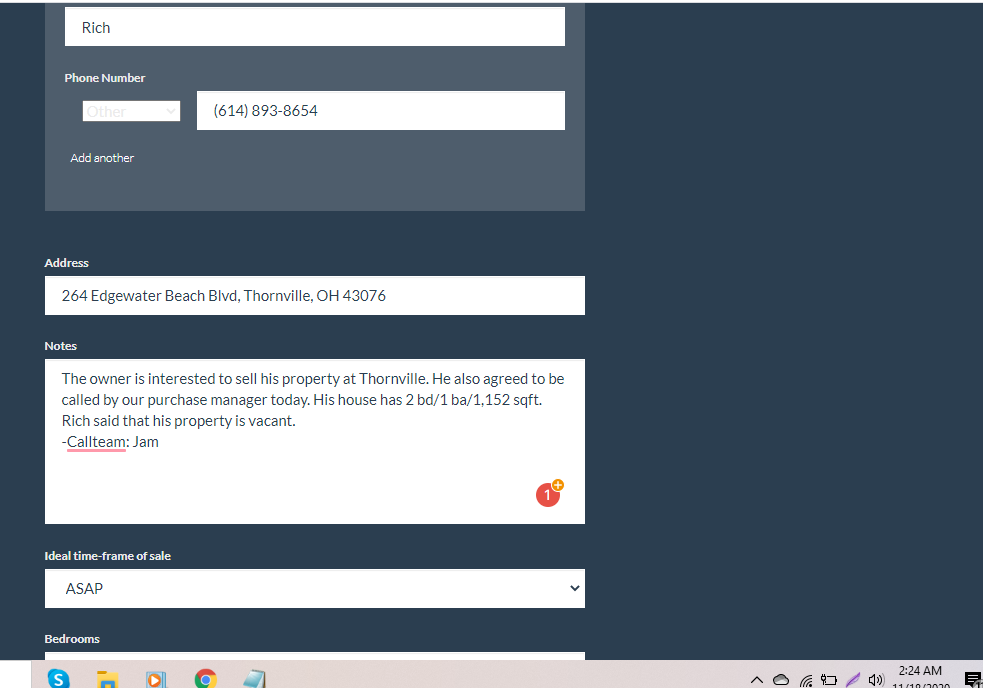 Rich
Phone Number
Other
(614) 893-8654
Add another
Address
264 Edgewater Beach Blvd, Thornville, OH 43076
Notes
The owner is interested to sell his property at Thornville. He also agreed to be
called by our purchase manager today. His house has 2 bd/1 ba/1,152 sqft.
Rich said that his property is vacant.
-Callteam: Jam
1
Ideal time-frame of sale
ASAP
Bedrooms
2:24 AM
11/18/2020